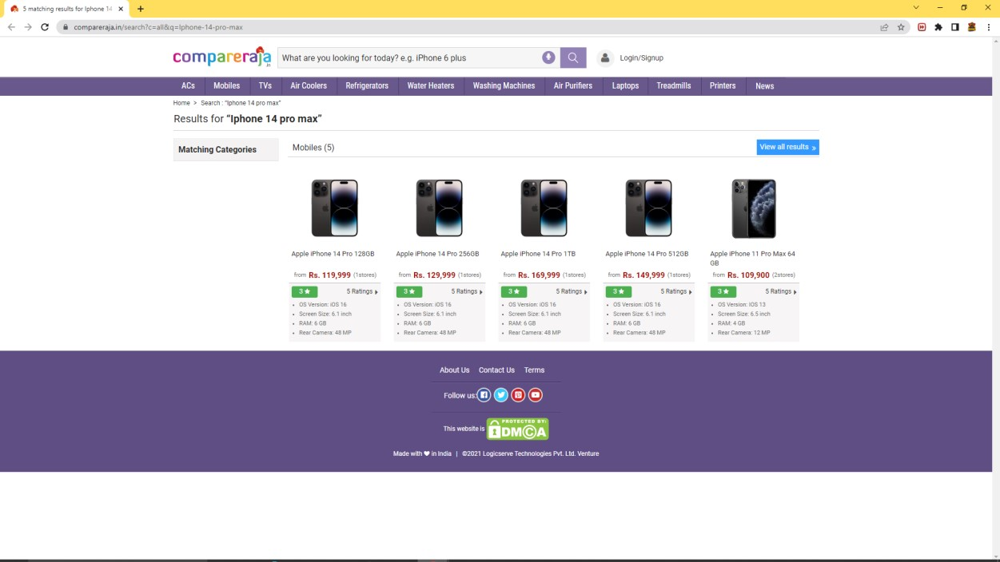 5 matching results for Iphone 14
compareraja.in/search?c=all&q=Iphone-14-pro-max
compareraja.in
What are you looking for today? e.g. iPhone 6 plus
Login/Signup
ACs Mobiles TVs Air Coolers Refrigerators Water Heaters Washing Machines Air Purifiers Laptops Treadmills Printers News
Home > Search : "Iphone 14 pro max"
Results for “Iphone 14 pro max”
Matching Categories
Mobiles (5)
View all results »
Apple iPhone 14 Pro 128GB
from Rs. 119,999 (1stores)
3 ★ 5 Ratings
• OS Version: iOS 16
• Screen Size: 6.1 inch
• RAM: 6 GB
• Rear Camera: 48 MP
Apple iPhone 14 Pro 256GB
from Rs. 129,999 (1stores)
3 ★ 5 Ratings
• OS Version: iOS 16
• Screen Size: 6.1 inch
• RAM: 6 GB
• Rear Camera: 48 MP
Apple iPhone 14 Pro 1TB
from Rs. 169,999 (1stores)
3 ★ 5 Ratings
• OS Version: iOS 16
• Screen Size: 6.1 inch
• RAM: 6 GB
• Rear Camera: 48 MP
Apple iPhone 14 Pro 512GB
from Rs. 149,999 (1stores)
3 ★ 5 Ratings
• OS Version: iOS 16
• Screen Size: 6.1 inch
• RAM: 6 GB
• Rear Camera: 48 MP
Apple iPhone 11 Pro Max 64
GB
from Rs. 109,900 (2stores)
3 ★ 5 Ratings
• OS Version: IOS 13
• Screen Size: 6.5 inch
• RAM: 4 GB
• Rear Camera: 12 MP
About Us Contact Us Terms
Follow us:
This website is
PROTECTED BY:
DMCA
Made with ❤ in India | ©2021 Logicserve Technologies Pvt. Ltd. Venture